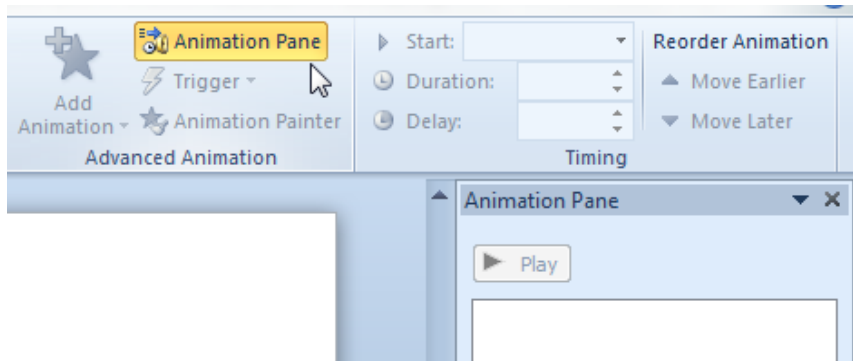 Animation Pane
Trigger
Add
Animation
Animation Painter
Advanced Animation
Start:
Duration:
Delay:
Timing
Reorder Animation
Move Earlier
Move Later
Animation Pane
Play